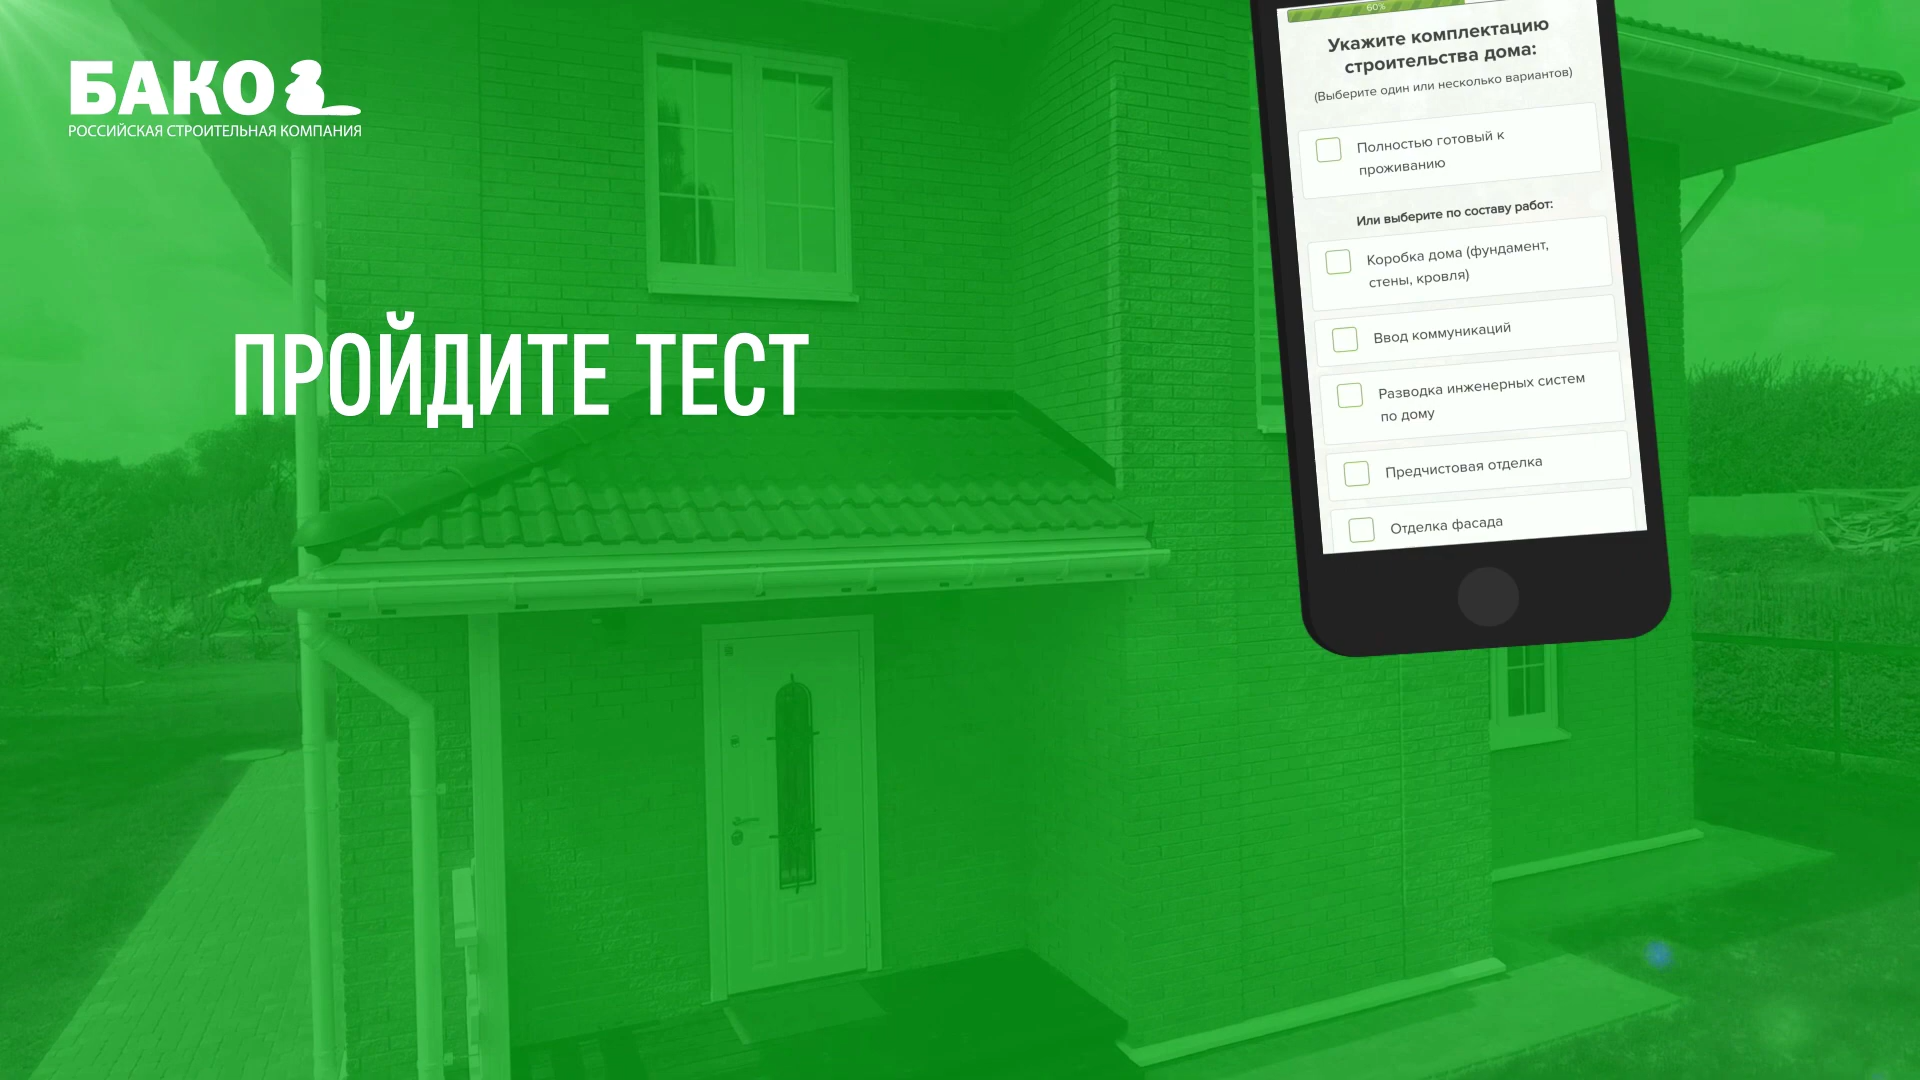 БАКО
РОССИЙСКАЯ СТРОИТЕЛЬНАЯ КОМПАНИЯ
ПРОЙДИТЕ ТЕСТ
60%
Укажите комплектацию
строительства дома:
(Выберите один или несколько вариантов)
Полностью готовый к
проживанию
Или выберите по составу работ:
Коробка дома (фундамент,
стены, кровля)
Ввод коммуникаций
Разводка инженерных систем
по дому
Предчистовая отделка
Отделка фасада